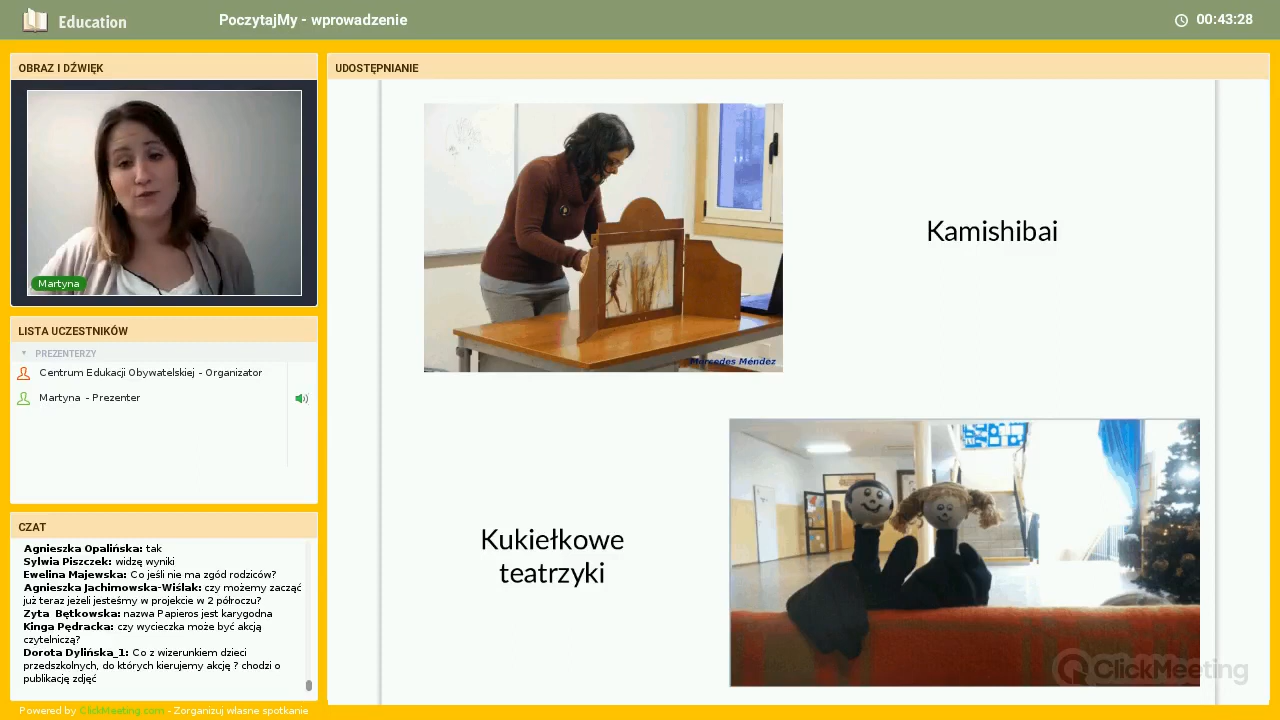 Education
PoczytajMy - wprowadzenie
00:43:28
OBRAZ I DŹWIĘK
Martyna
LISTA UCZESTNIKÓW
PREZENTERZY
Centrum Edukacji Obywatelskiej - Organizator
Martyna - Prezenter
CZAT
Agnieszka Opalińska: tak
Sylwia Piszczek: widzę wyniki
Ewelina Majewska: Co jeśli nie ma zgód rodziców?
Agnieszka Jachimowska-Wiślak: czy możemy zacząć
już teraz jeżeli jesteśmy w projekcie w 2 półroczu?
Zyta Bętkowska: nazwa Papieros jest karygodna
Kinga Pędracka: czy wycieczka może być akcją
czytelniczą?
Dorota Dylińska_1: Co z wizerunkiem dzieci
przedszkolnych, do których kierujemy akcję ? chodzi o
publikację zdjęć
Powered by ClickMeeting.com - Zorganizuj własne spotkanie
UDOSTĘPNIANIE
Mercedes Méndez
Kamishibai
Kukiełkowe
teatrzyki
ClickMeeting